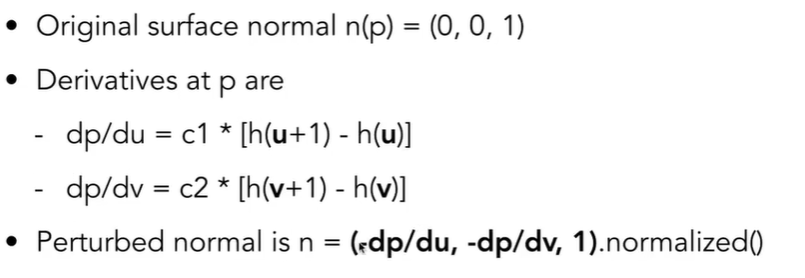 • Original surface normal n(p) = (0, 0, 1)
• Derivatives at p are
- dp/du = c1 * [h(u+1) - h(u)]
- dp/dv = c2 * [h(v+1) - h(v)]
• Perturbed normal is n = (-dp/du, -dp/dv, 1).normalized()